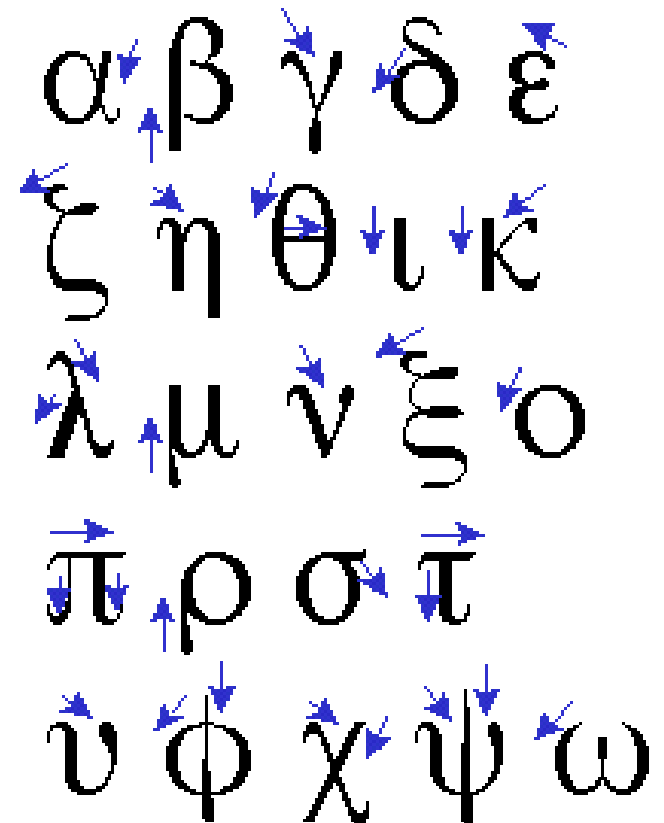 α β γ δ ε
ζ η θ ι κ
λ μ ν ξ ο
π ρ σ τ
υ φ χ ψ ω